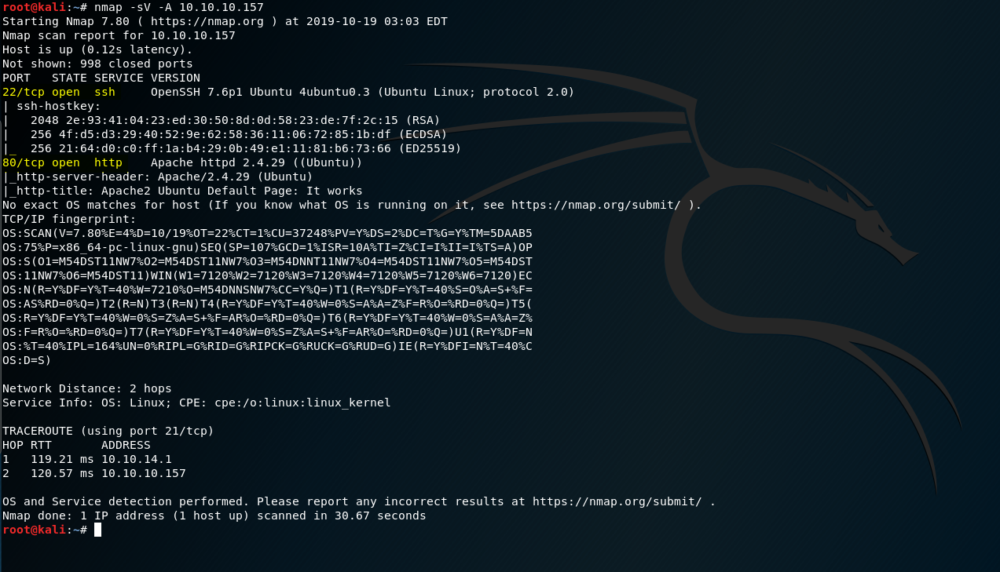 root@kali:~# nmap -sV -A 10.10.10.157
Starting Nmap 7.80 ( https://nmap.org ) at 2019-10-19 03:03 EDT
Nmap scan report for 10.10.10.157
Host is up (0.12s latency).
Not shown: 998 closed ports
PORT   STATE SERVICE VERSION
22/tcp open  ssh     OpenSSH 7.6p1 Ubuntu 4ubuntu0.3 (Ubuntu Linux; protocol 2.0)
| ssh-hostkey:
|   2048 2e:93:41:04:23:ed:30:50:8d:0d:58:23:de:7f:2c:15 (RSA)
|   256 4f:d5:d3:29:40:52:9e:62:58:36:11:06:72:85:1b:df (ECDSA)
|_  256 21:64:d0:c0:ff:1a:b4:29:0b:49:e1:11:81:b6:73:66 (ED25519)
80/tcp open  http    Apache httpd 2.4.29 ((Ubuntu))
|_http-server-header: Apache/2.4.29 (Ubuntu)
|_http-title: Apache2 Ubuntu Default Page: It works
No exact OS matches for host (If you know what OS is running on it, see https://nmap.org/submit/ ).
TCP/IP fingerprint:
OS:SCAN(V=7.80%E=4%D=10/19%OT=22%CT=1%CU=37248%PV=Y%DS=2%DC=T%G=Y%TM=5DAAB5
OS:75%P=x86_64-pc-linux-gnu)SEQ(SP=107%GCD=1%ISR=10A%TI=Z%CI=I%II=I%TS=A)OP
OS:S(O1=M54DST11NW7%O2=M54DST11NW7%O3=M54DNNT11NW7%O4=M54DST11NW7%O5=M54DST
OS:11NW7%O6=M54DST11)WIN(W1=7120%W2=7120%W3=7120%W4=7120%W5=7120%W6=7120)EC
OS:N(R=Y%DF=Y%T=40%W=7210%O=M54DNNSNW7%CC=Y%Q=)T1(R=Y%DF=Y%T=40%S=O%A=S+%F=
OS:AS%RD=0%Q=)T2(R=N)T3(R=N)T4(R=Y%DF=Y%T=40%W=0%S=A%A=Z%F=R%O=%RD=0%Q=)T5(
OS:R=Y%DF=Y%T=40%W=0%S=Z%A=S+%F=AR%O=%RD=0%Q=)T6(R=Y%DF=Y%T=40%W=0%S=A%A=Z%
OS:F=R%O=%RD=0%Q=)T7(R=Y%DF=Y%T=40%W=0%S=Z%A=S+%F=AR%O=%RD=0%Q=)U1(R=Y%DF=N
OS:%T=40%IPL=164%UN=0%RIPL=G%RID=G%RIPCK=G%RUCK=G%RUD=G)IE(R=Y%DFI=N%T=40%C
OS:D=S)
Network Distance: 2 hops
Service Info: OS: Linux; CPE: cpe:/o:linux:linux_kernel
TRACEROUTE (using port 21/tcp)
HOP RTT       ADDRESS
1   119.21 ms 10.10.14.1
2   120.57 ms 10.10.10.157
OS and Service detection performed. Please report any incorrect results at https://nmap.org/submit/ .
Nmap done: 1 IP address (1 host up) scanned in 30.67 seconds
root@kali:~#